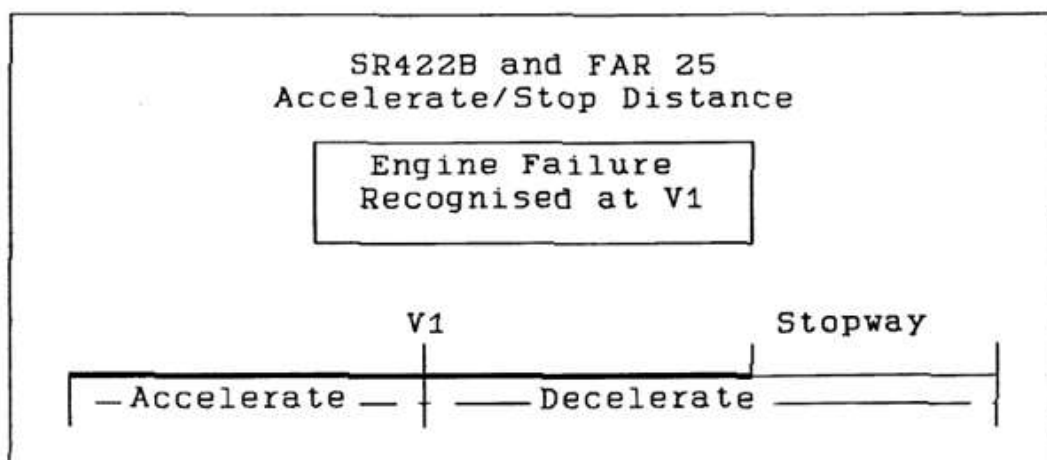 SR422B and FAR 25
Accelerate/Stop Distance
Engine Failure
Recognised at V1
V1 Stopway
Accelerate Decelerate